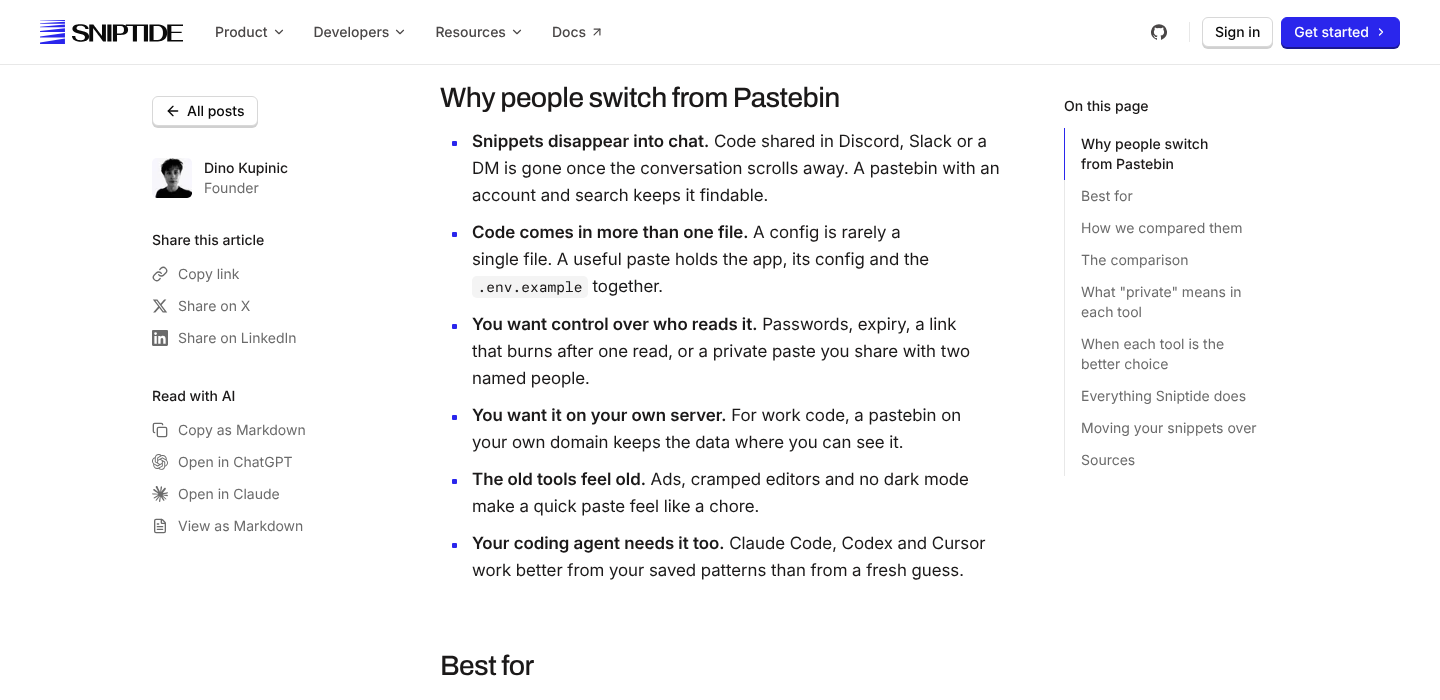 SNIPTIDE
Product
Developers
Resources
Docs
Sign in
Get started
All posts
Dino Kupinic
Founder
Share this article
Copy link
Share on X
Share on LinkedIn
Read with AI
Copy as Markdown
Open in ChatGPT
Open in Claude
View as Markdown
Why people switch from Pastebin
Snippets disappear into chat. Code shared in Discord, Slack or a
DM is gone once the conversation scrolls away. A pastebin with an
account and search keeps it findable.
Code comes in more than one file. A config is rarely a
single file. A useful paste holds the app, its config and the
.env.example together.
You want control over who reads it. Passwords, expiry, a link
that burns after one read, or a private paste you share with two
named people.
You want it on your own server. For work code, a pastebin on
your own domain keeps the data where you can see it.
The old tools feel old. Ads, cramped editors and no dark mode
make a quick paste feel like a chore.
Your coding agent needs it too. Claude Code, Codex and Cursor
work better from your saved patterns than from a fresh guess.
Best for
On this page
Why people switch
from Pastebin
Best for
How we compared them
The comparison
What "private" means in
each tool
When each tool is the
better choice
Everything Sniptide does
Moving your snippets over
Sources